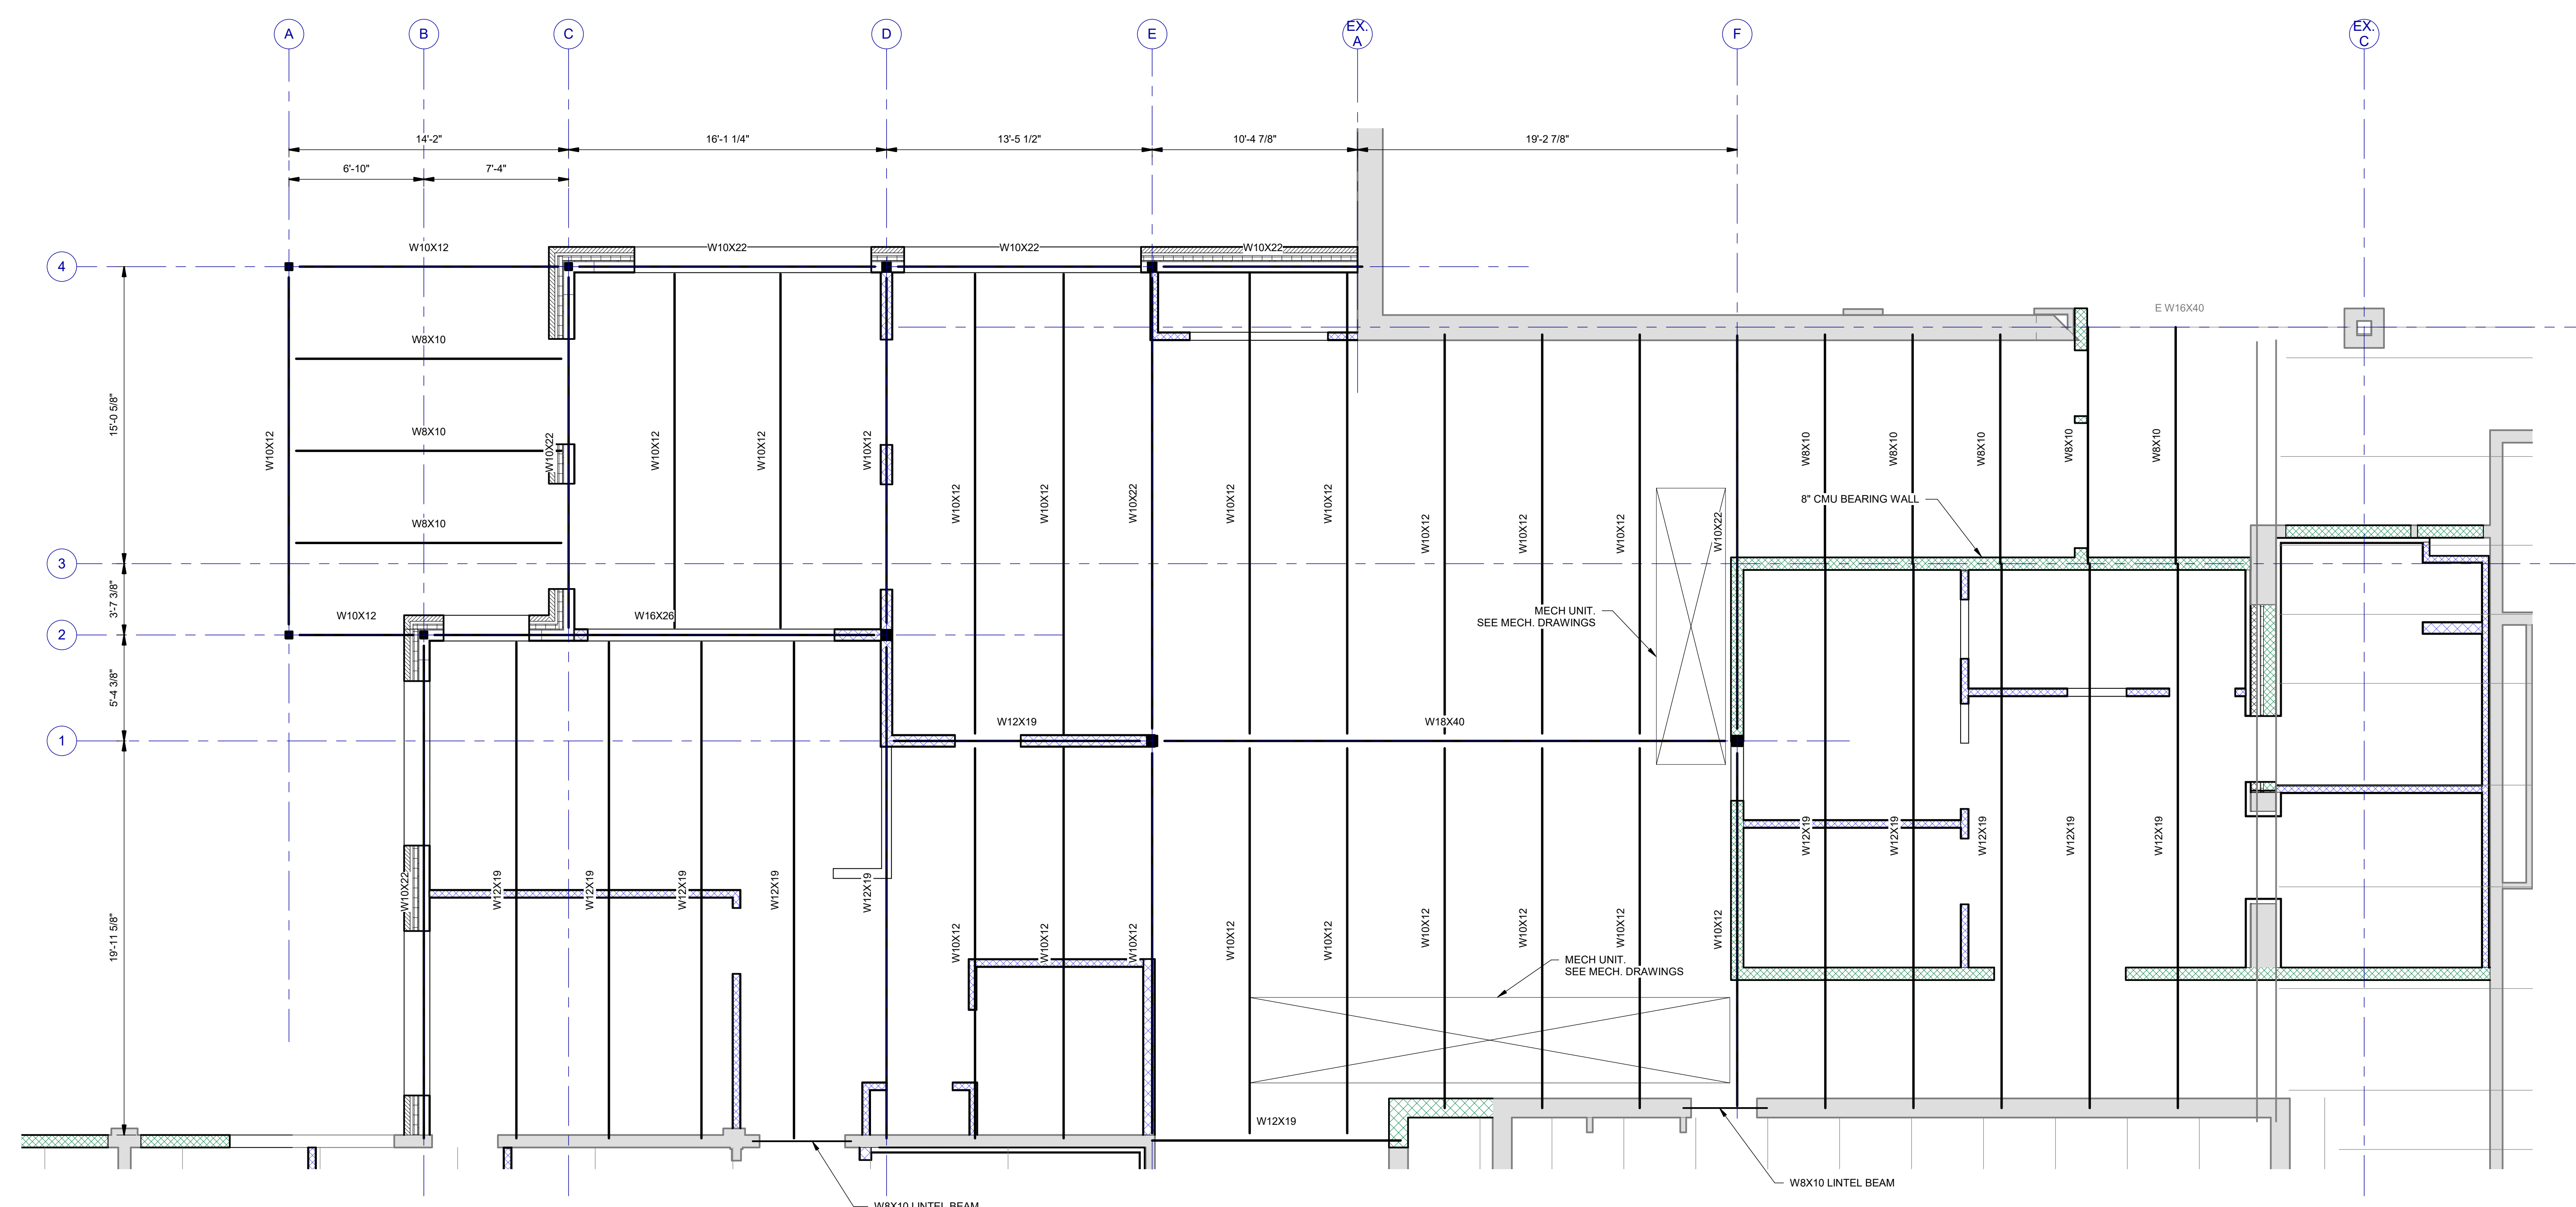 A
B
C
D
E
EX.
A
F
EX.
C
14'-2"
16'-1 1/4"
13'-5 1/2"
10'-4 7/8"
19'-2 7/8"
6'-10"
7'-4"
4
W10X12
W10X22
W10X22
W10X22
E W16X40
W8X10
W8X10
W8X10
15'-0 5/8"
W10X12
W10X22
W10X12
W10X12
W10X12
W10X12
W10X12
W10X22
W10X12
W10X12
W10X12
W10X12
W10X12
W10X22
W8X10
W8X10
W8X10
W8X10
W8X10
8" CMU BEARING WALL
3
3'-7 3/8"
W10X12
W16X26
MECH UNIT.
SEE MECH. DRAWINGS
2
5'-4 3/8"
1
W12X19
W18X40
19'-11 5/8"
W10X22
W12X19
W12X19
W12X19
W12X19
W12X19
W10X12
W10X12
W10X12
W10X12
W10X12
W10X12
W10X12
W10X12
W10X12
W12X19
W12X19
W12X19
W12X19
W12X19
MECH UNIT.
SEE MECH. DRAWINGS
W12X19
W8X10 LINTEL BEAM
W8X10 LINTEL BEAM